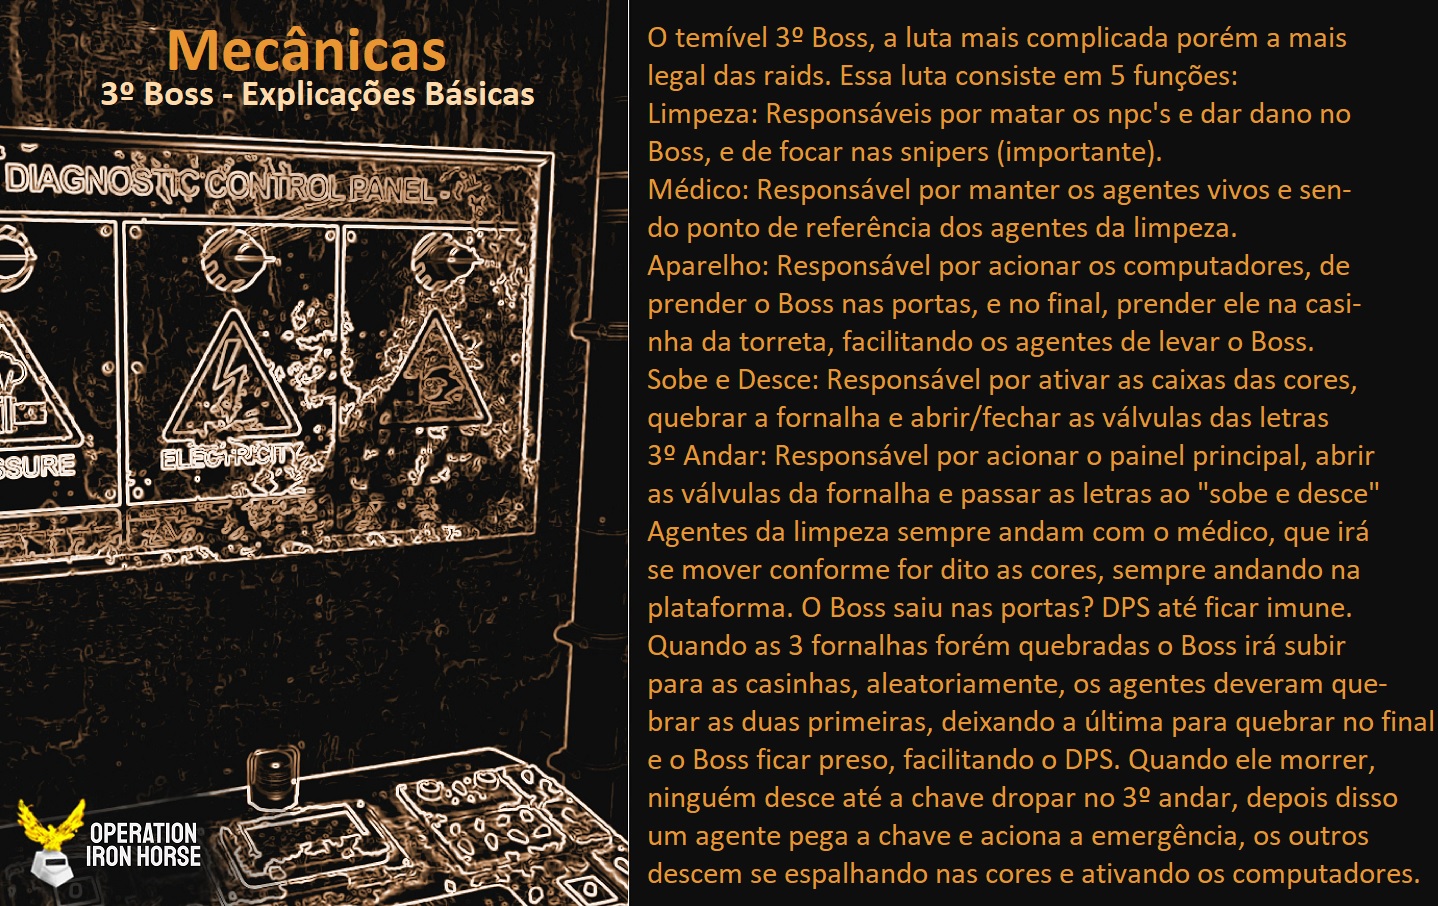 Mecânicas
3º Boss - Explicações Básicas
DIAGNOSTIC CONTROL PANEL
SSURE
ELECTRICITY
OPERATION
IRON HORSE
O temível 3º Boss, a luta mais complicada porém a mais
legal das raids. Essa luta consiste em 5 funções:
Limpeza: Responsáveis por matar os npc's e dar dano no
Boss, e de focar nas snipers (importante).
Médico: Responsável por manter os agentes vivos e sen-
do ponto de referência dos agentes da limpeza.
Aparelho: Responsável por acionar os computadores, de
prender o Boss nas portas, e no final, prender ele na casi-
nha da torreta, facilitando os agentes de levar o Boss.
Sobe e Desce: Responsável por ativar as caixas das cores,
quebrar a fornalha e abrir/fechar as válvulas das letras
3º Andar: Responsável por acionar o painel principal, abrir
as válvulas da fornalha e passar as letras ao "sobe e desce"
Agentes da limpeza sempre andam com o médico, que irá
se mover conforme for dito as cores, sempre andando na
plataforma. O Boss saiu nas portas? DPS até ficar imune.
Quando as 3 fornalhas forém quebradas o Boss irá subir
para as casinhas, aleatoriamente, os agentes deveram que-
brar as duas primeiras, deixando a última para quebrar no final
e o Boss ficar preso, facilitando o DPS. Quando ele morrer,
ninguém desce até a chave dropar no 3º andar, depois disso
um agente pega a chave e aciona a emergência, os outros
descem se espalhando nas cores e ativando os computadores.